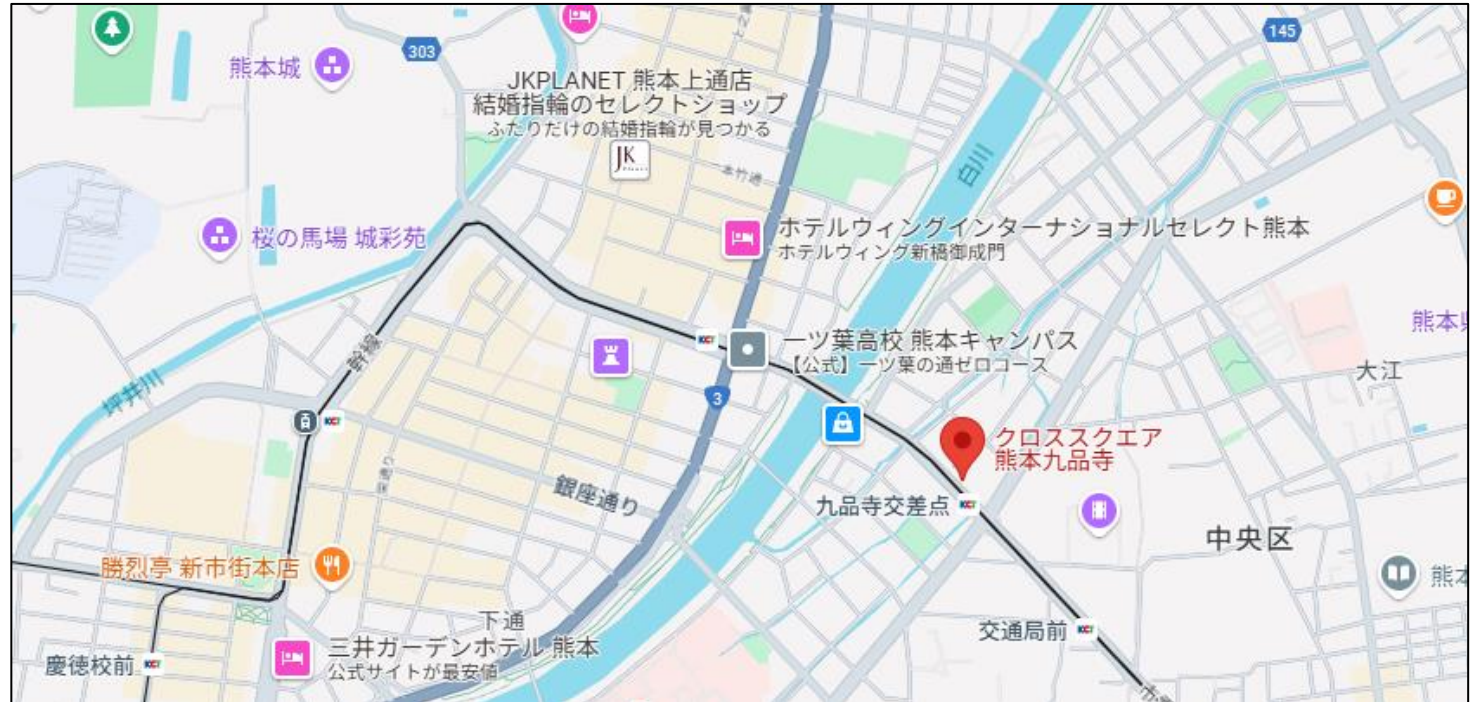 303
145
熊本城
JKPLANET 熊本上通店
結婚指輪のセレクトショップ
ふたりだけの結婚指輪が見つかる
JK
一本竹通
白川
桜の馬場 城彩苑
ホテルウィングインターナショナルセレクト熊本
ホテルウィング新橋御成門
一ツ葉高校 熊本キャンパス
【公式】一ツ葉の通ゼロコース
熊本
大江
坪井川
3
クロススクエア
熊本九品寺
銀座通り
九品寺交差点
中央区
勝烈亭 新市街本店
熊本
下通
交通局前
三井ガーデンホテル 熊本
公式サイトが最安値
慶徳校前